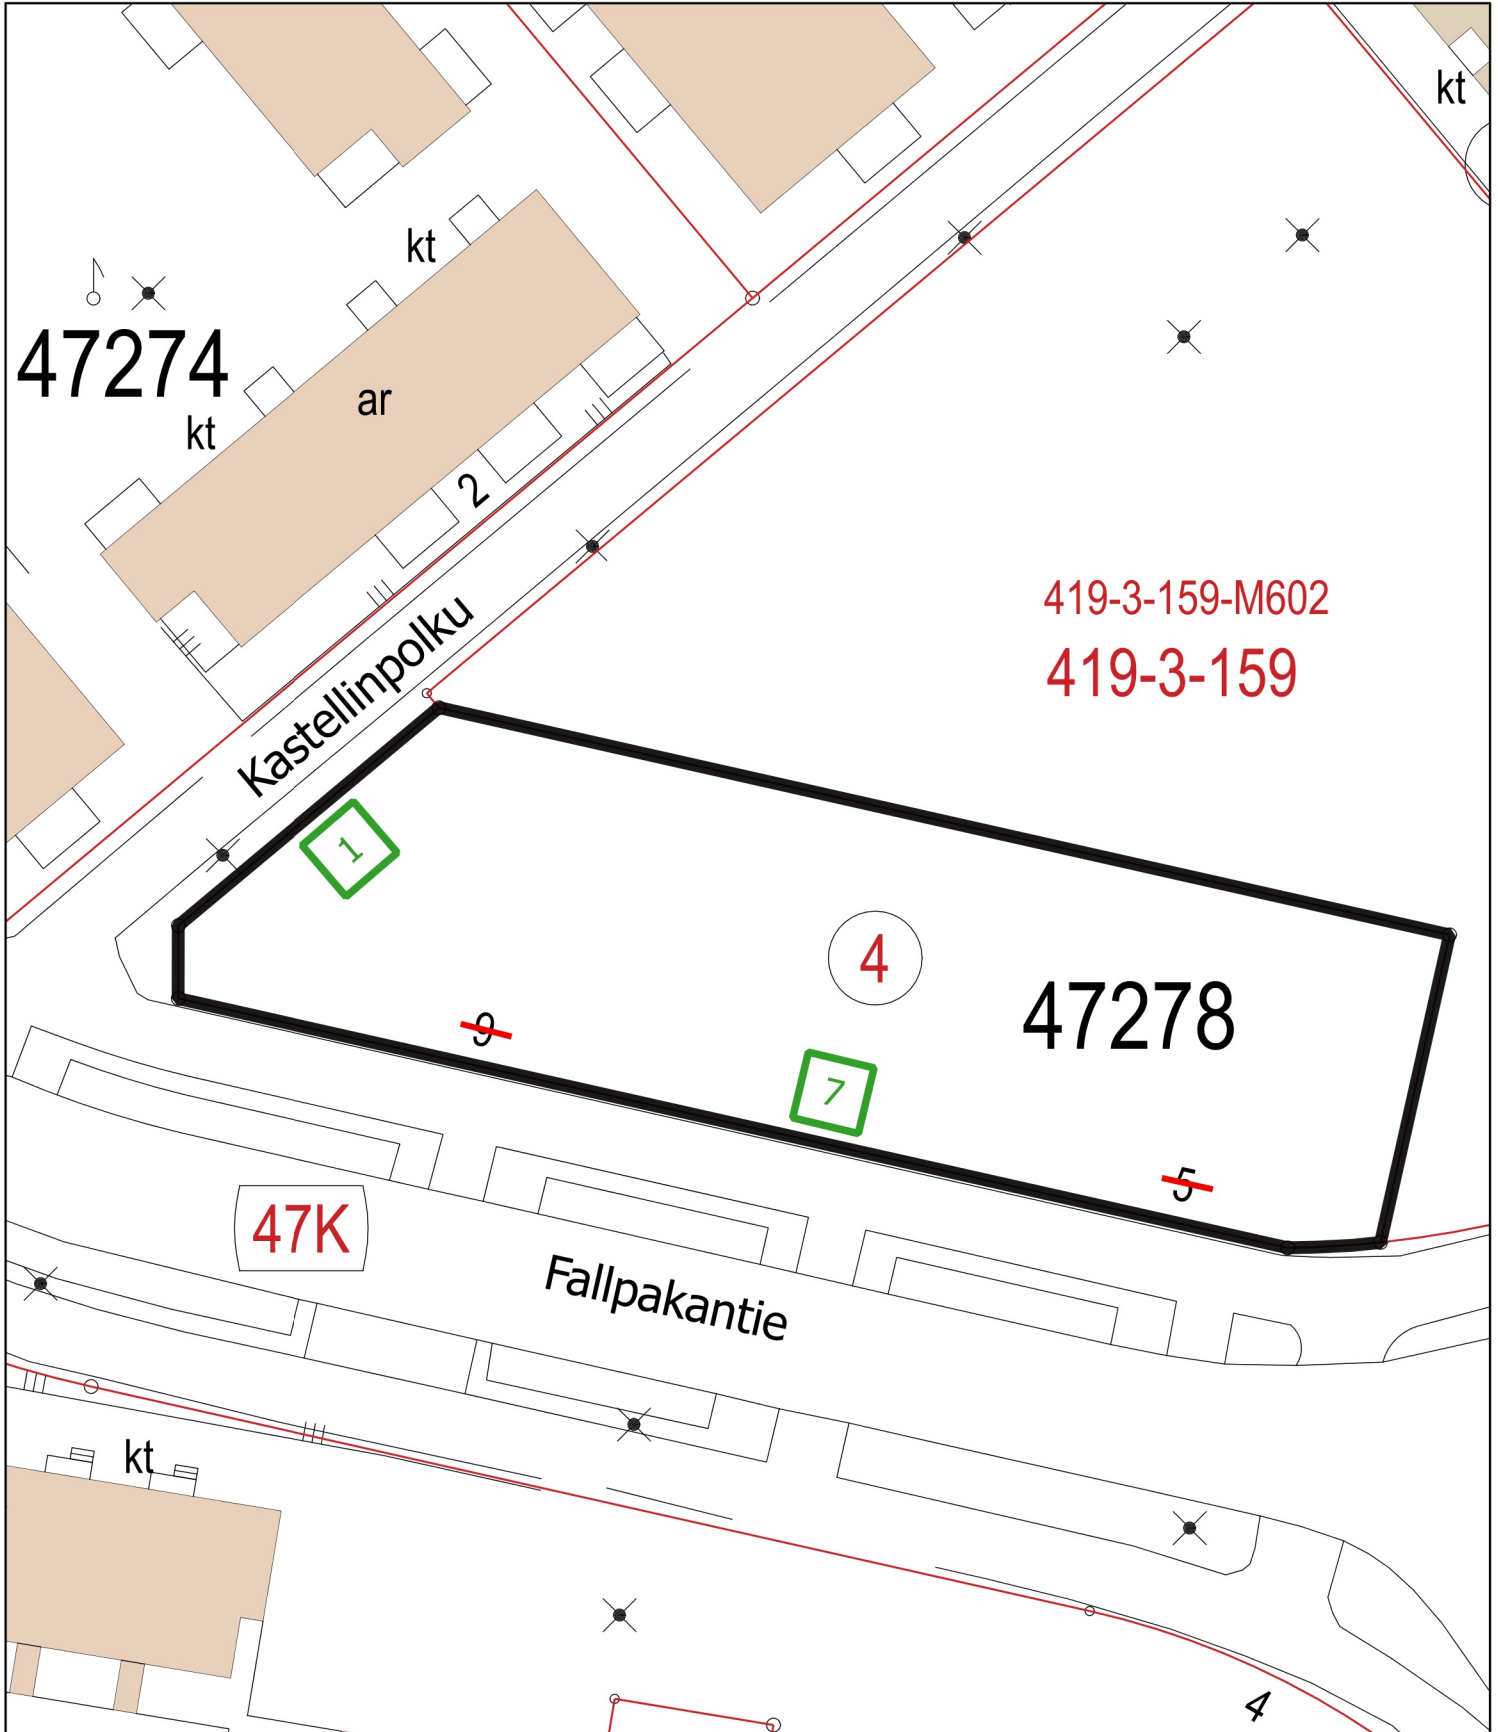 kt
kt
47274
ar
kt
2
419-3-159-M602
419-3-159
Kastellinpolku
1
4
47278
9
7
5
47K
Fallpakantie
kt
4